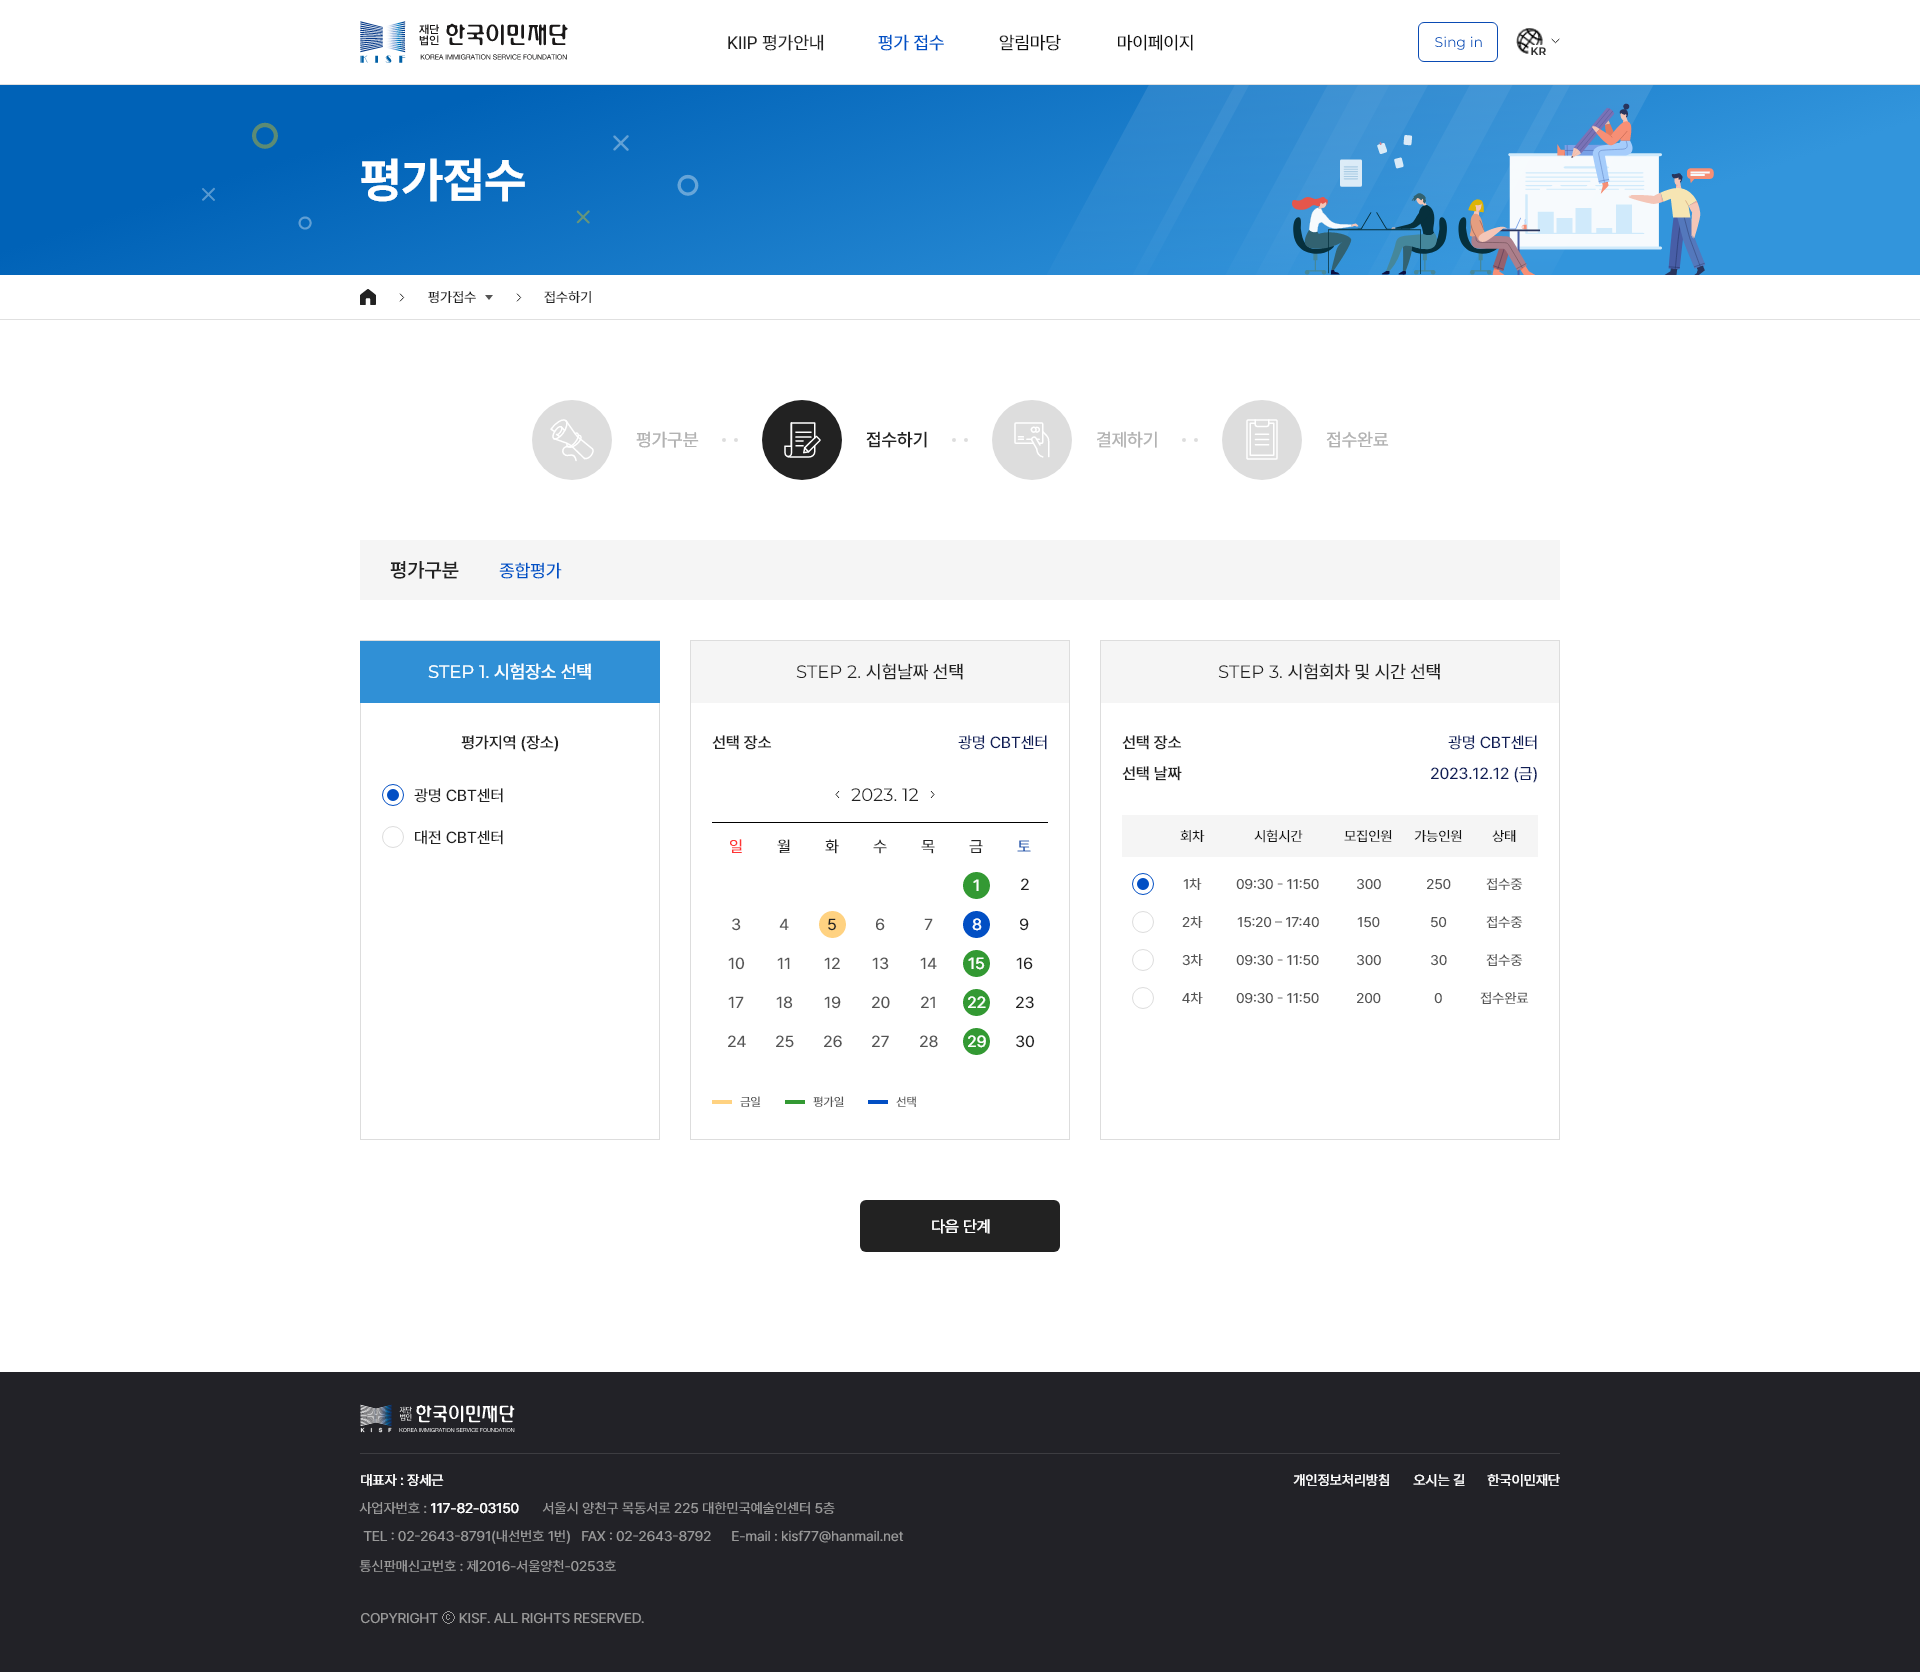 KISF 재단법인 한국이민재단
KOREA IMMIGRATION SERVICE FOUNDATION
KIIP 평가안내 평가 접수 알림마당 마이페이지
Sing in KR
평가접수
평가접수 접수하기
평가구분 접수하기 결제하기 접수완료
평가구분 종합평가
STEP 1. 시험장소 선택
평가지역 (장소)
광명 CBT센터
대전 CBT센터
STEP 2. 시험날짜 선택
선택 장소 광명 CBT센터
2023. 12
일 월 화 수 목 금 토
1 2
3 4 5 6 7 8 9
10 11 12 13 14 15 16
17 18 19 20 21 22 23
24 25 26 27 28 29 30
금일 평가일 선택
STEP 3. 시험회차 및 시간 선택
선택 장소 광명 CBT센터
선택 날짜 2023.12.12 (금)
회차 시험시간 모집인원 가능인원 상태
1차 09:30 - 11:50 300 250 접수중
2차 15:20 – 17:40 150 50 접수중
3차 09:30 - 11:50 300 30 접수중
4차 09:30 - 11:50 200 0 접수완료
다음 단계
KISF 재단법인 한국이민재단
KOREA IMMIGRATION SERVICE FOUNDATION
대표자 : 장세근 개인정보처리방침 오시는 길 한국이민재단
사업자번호 : 117-82-03150 서울시 양천구 목동서로 225 대한민국예술인센터 5층
TEL : 02-2643-8791(내선번호 1번) FAX : 02-2643-8792 E-mail : kisf77@hanmail.net
통신판매신고번호 : 제2016-서울양천-0253호
COPYRIGHT ⓒ KISF. ALL RIGHTS RESERVED.